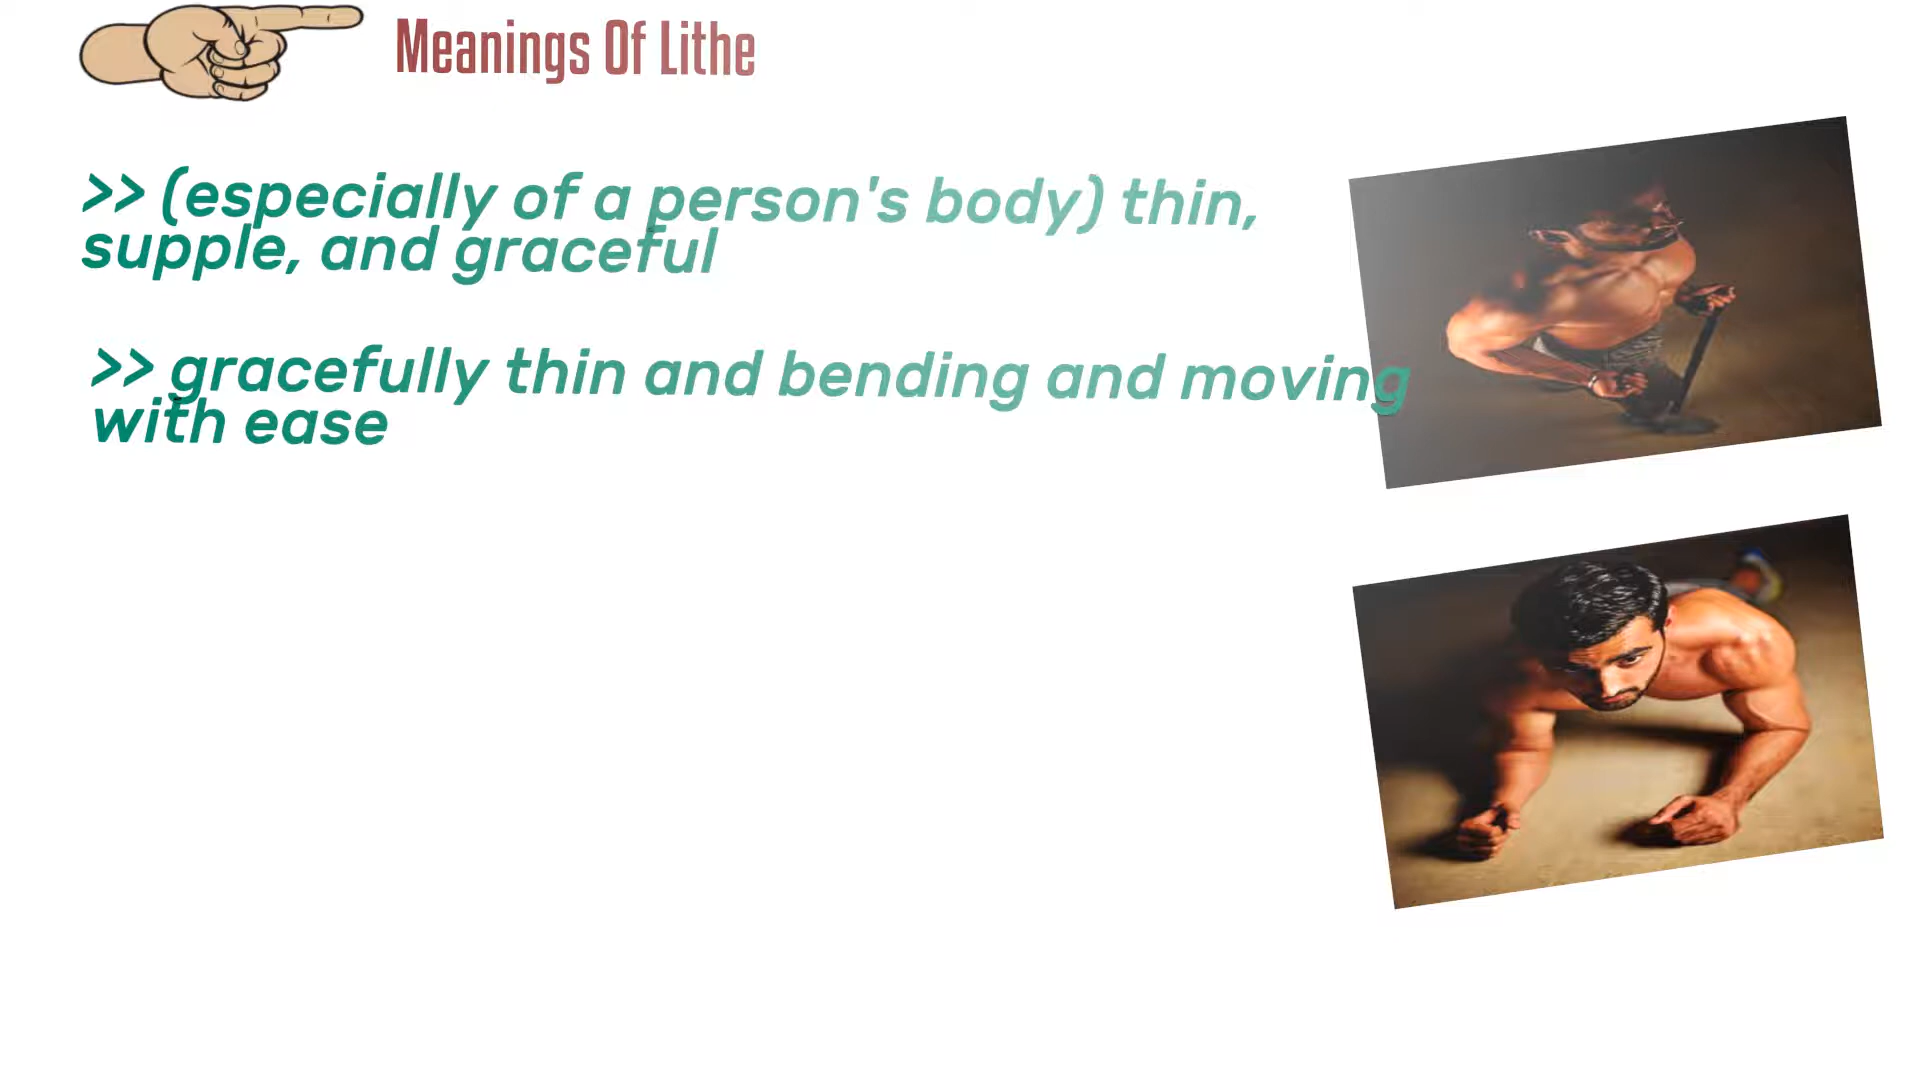 Meanings Of Lithe
>> (especially of a person's body) thin,
supple, and graceful
>> gracefully thin and bending and moving
with ease